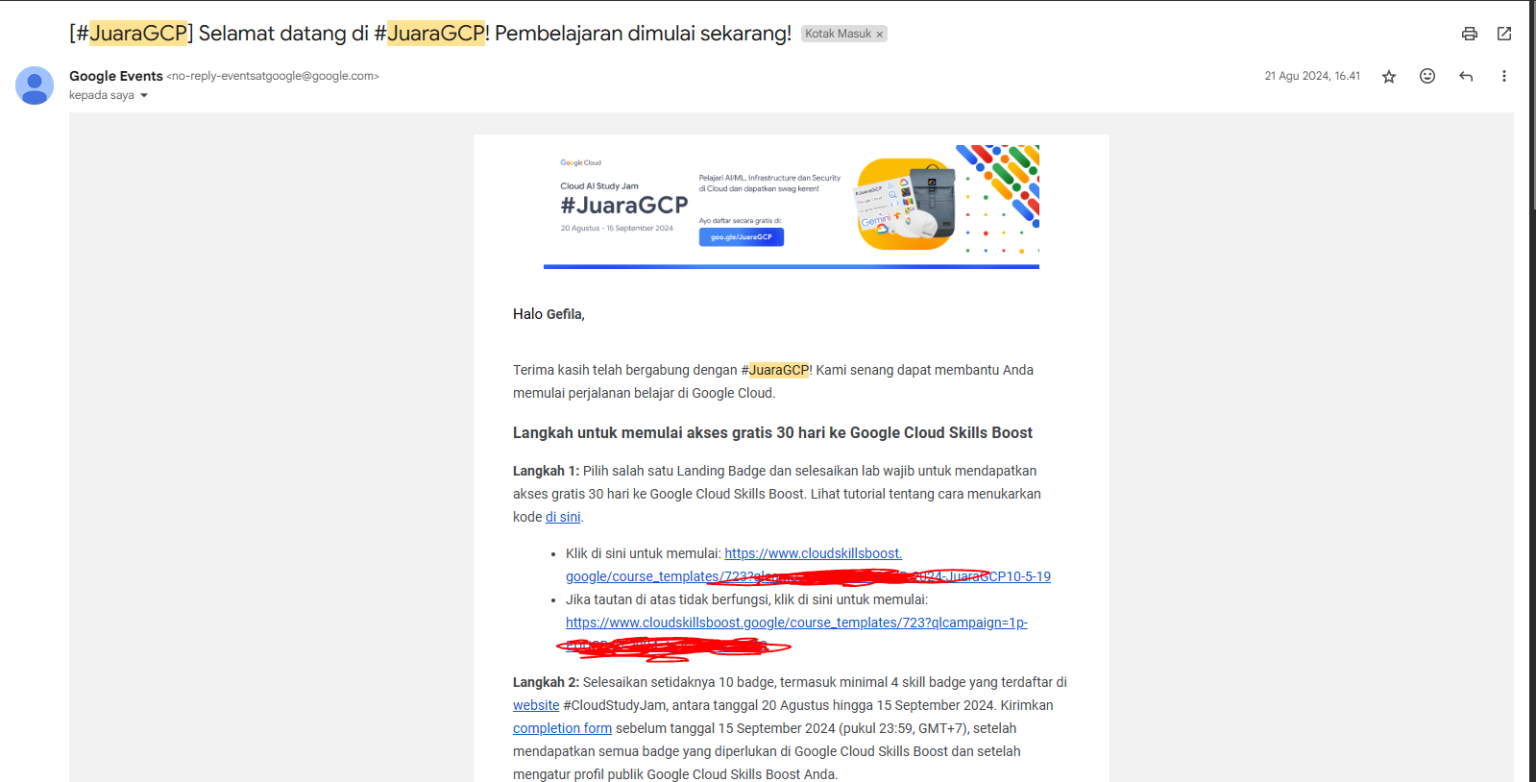 [#JuaraGCP] Selamat datang di #JuaraGCP! Pembelajaran dimulai sekarang! Kotak Masuk ×
Google Events <no-reply-eventsatgoogle@google.com>
21 Agu 2024, 16.41
kepada saya
Google Cloud
Cloud AI Study Jam
#JuaraGCP
20 Agustus - 15 September 2024
Pelajari AI/ML, Infrastructure dan Security
di Cloud dan dapatkan swag keren!
Ayo daftar secara gratis di:
goo.gle/JuaraGCP
#JuaraGCP
Gemini
Halo Gefila,
Terima kasih telah bergabung dengan #JuaraGCP! Kami senang dapat membantu Anda
memulai perjalanan belajar di Google Cloud.
Langkah untuk memulai akses gratis 30 hari ke Google Cloud Skills Boost
Langkah 1: Pilih salah satu Landing Badge dan selesaikan lab wajib untuk mendapatkan
akses gratis 30 hari ke Google Cloud Skills Boost. Lihat tutorial tentang cara menukarkan
kode di sini.
• Klik di sini untuk memulai: https://www.cloudskillsboost.
google/course_templates/723?qlcam 2024-JuaraGCP10-5-19
• Jika tautan di atas tidak berfungsi, klik di sini untuk memulai:
https://www.cloudskillsboost.google/course_templates/723?qlcampaign=1p-
Langkah 2: Selesaikan setidaknya 10 badge, termasuk minimal 4 skill badge yang terdaftar di
website #CloudStudyJam, antara tanggal 20 Agustus hingga 15 September 2024. Kirimkan
completion form sebelum tanggal 15 September 2024 (pukul 23:59, GMT+7), setelah
mendapatkan semua badge yang diperlukan di Google Cloud Skills Boost dan setelah
mengatur profil publik Google Cloud Skills Boost Anda.